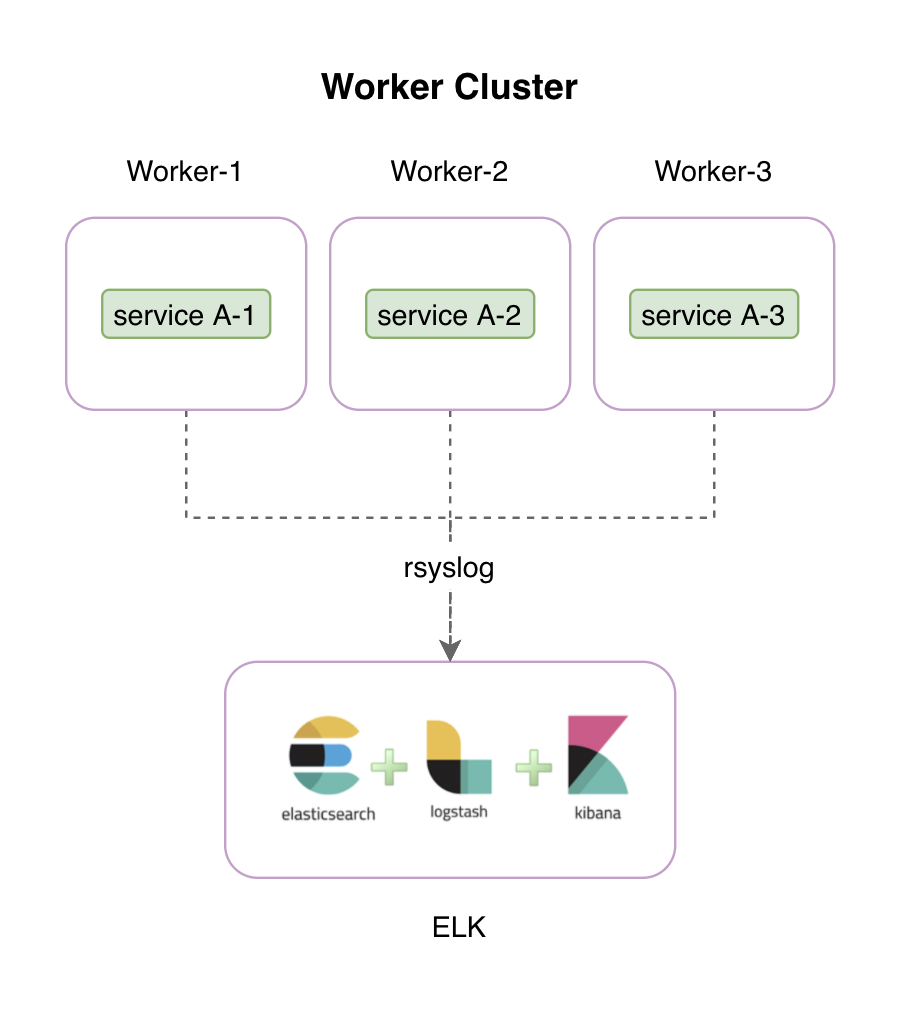 Worker Cluster
Worker-1 Worker-2 Worker-3
service A-1 service A-2 service A-3
rsyslog
elasticsearch logstash kibana
ELK